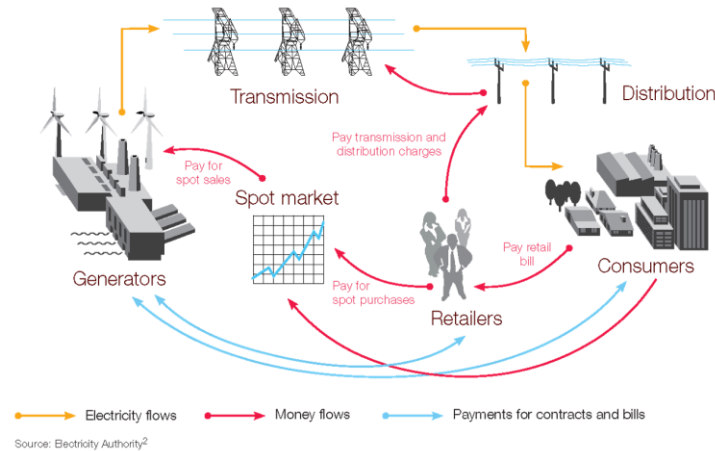 Transmission
Distribution
Pay transmission and
distribution charges
Pay for
spot sales
Spot market
Generators
Pay for
spot purchases
Retailers
Pay retail
bill
Consumers
Electricity flows
Money flows
Payments for contracts and bills
Source: Electricity Authority2